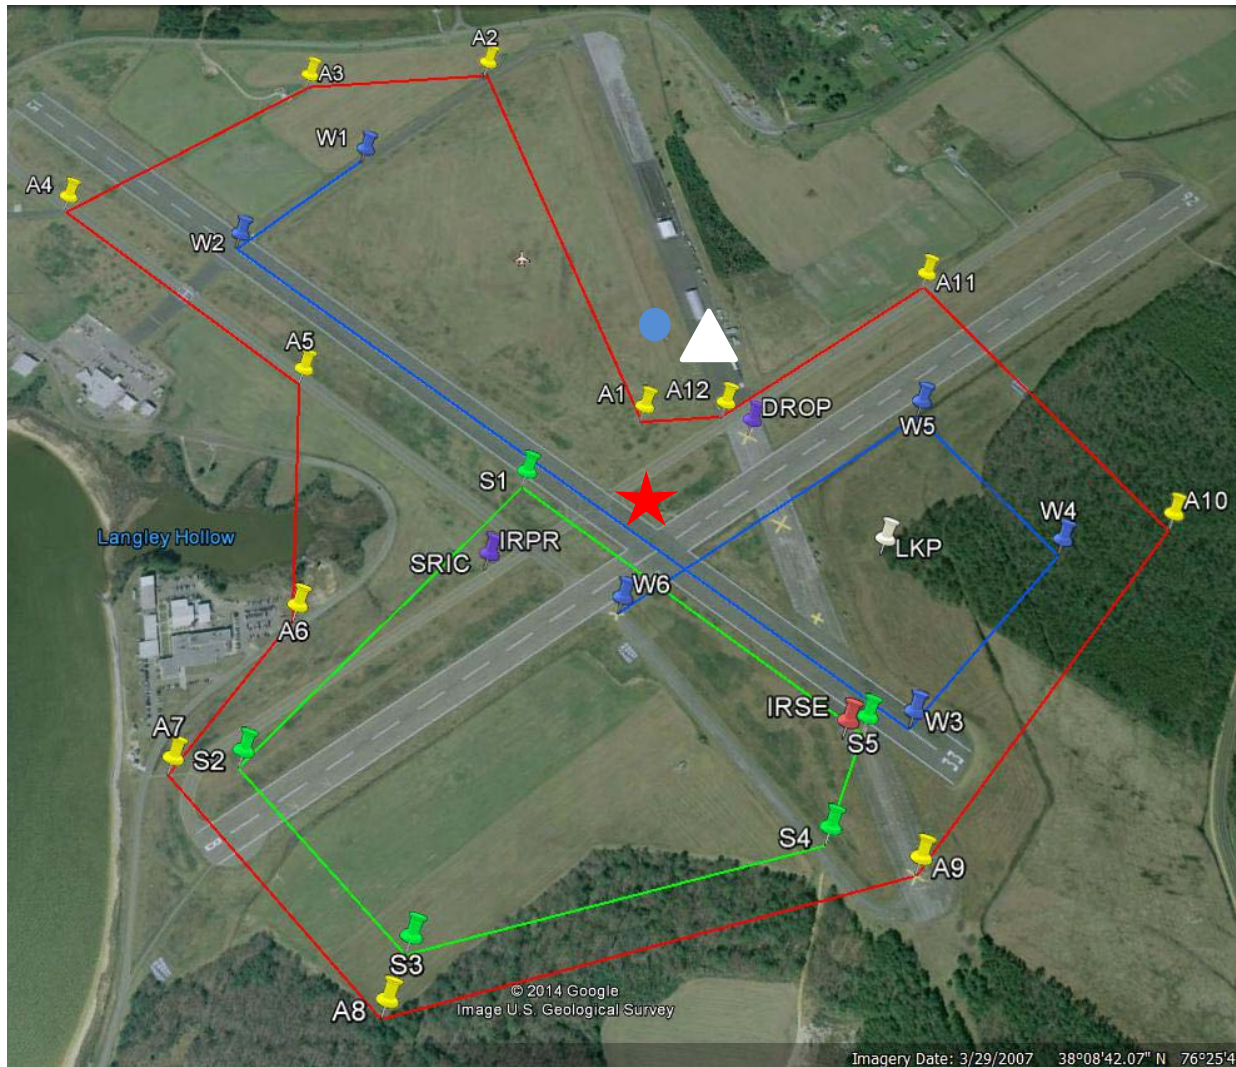 A2
A3
W1
A4
W2
A11
A5
A1
A12
DROP
W5
S1
A10
W4
Langley Hollow
IRPR
LKP
SRIC
W6
A6
IRSE
W3
A7
S5
S2
S4
A9
S3
© 2014 Google
A8
Image U.S. Geological Survey
Imagery Date: 3/29/2007 38°08'42.07" N 76°25'4